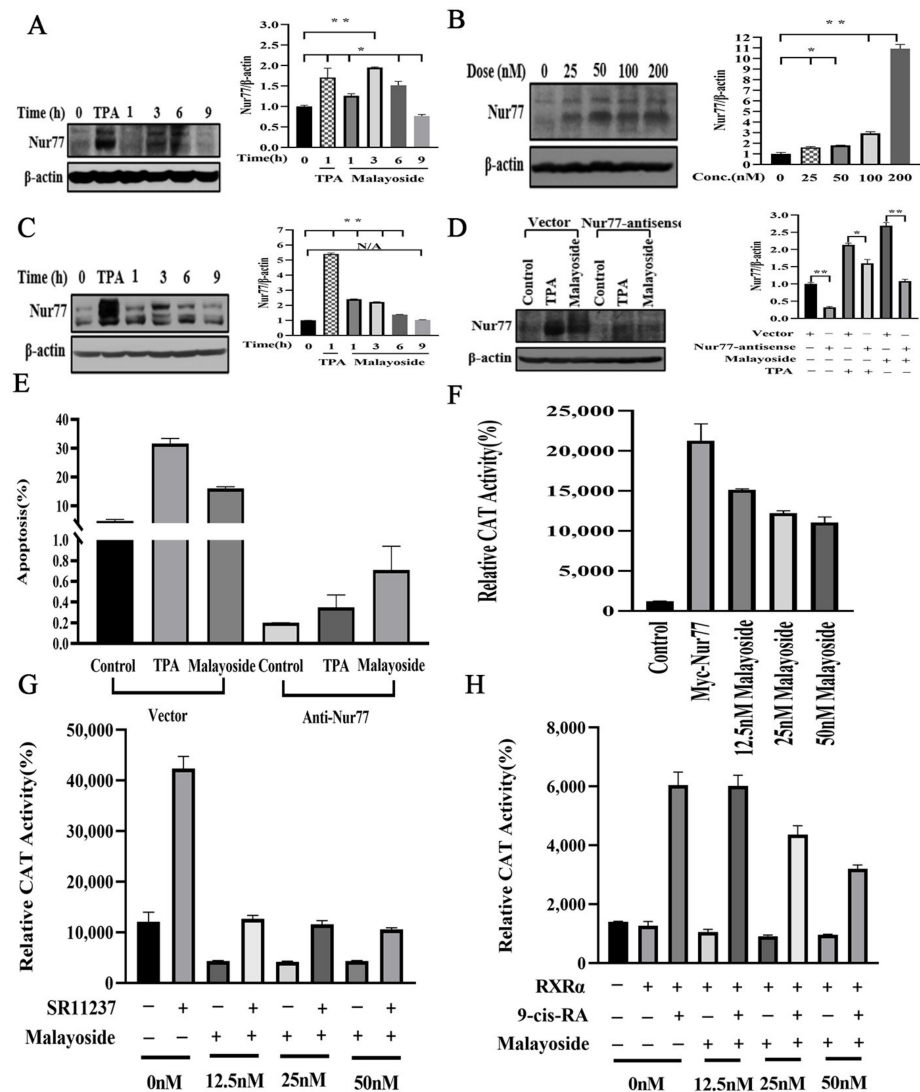 A
Time (h) 0 TPA 1 3 6 9
Nur77
β-actin
Nur77/β-actin
2.5
2.0
1.5
1.0
0.5
0.0
* *
*
Time(h) 0 1 1 3 6 9
TPA Malayoside
B
Dose (nM) 0 25 50 100 200
Nur77
β-actin
Nur77/β-actin
12
11
10
9
8
7
6
5
4
3
2
1
0
* *
*
0 25 50 100 200
Conc.(nM)
C
Time (h) 0 TPA 1 3 6 9
Nur77
β-actin
Nur77/β-actin
7
6
5
4
3
2
1
0
* *
N/A
Time(h) 0 1 1 3 6 9
TPA Malayoside
D
Vector Nur77-antisense
Control TPA Malayoside Control TPA Malayoside
Nur77
β-actin
Nur77/β-actin
3.0
2.5
2.0
1.5
1.0
0.5
0.0
** * **
Vector + − + − + −
Nur77-antisense − + − + − +
Malayoside − − − − + +
TPA − − + + − −
E
Apoptosis(%)
40
30
20
10
1.0
0.8
0.6
0.4
0.2
0.0
Control TPA Malayoside Control TPA Malayoside
Vector Anti-Nur77
F
Relative CAT Activity(%)
25,000
20,000
15,000
10,000
5,000
0
Control
Myc-Nur77
12.5nM Malayoside
25nM Malayoside
50nM Malayoside
G
Relative CAT Activity(%)
50,000
40,000
30,000
20,000
10,000
0
SR11237 − + − + − + − +
Malayoside − − + + + + + +
0nM 12.5nM 25nM 50nM
H
Relative CAT Activity(%)
8,000
6,000
4,000
2,000
0
RXRα − + + + + + + + +
9-cis-RA − − + − + − + − +
Malayoside − − − + + + + + +
0nM 12.5nM 25nM 50nM